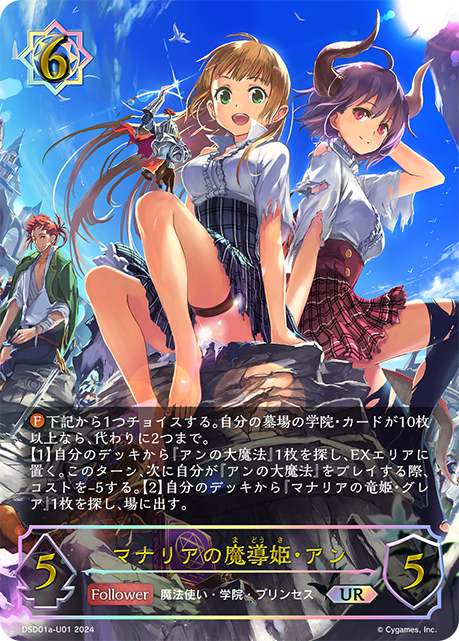 6
F 下記から1つチョイスする。自分の墓場の学院・カードが10枚
以上なら、代わりに2つまで。
【1】自分のデッキから『アンの大魔法』1枚を探し、EXエリアに
置く。このターン、次に自分が『アンの大魔法』をプレイする際、
コストを-5する。【2】自分のデッキから『マナリアの竜姫・グレ
ア』1枚を探し、場に出す。
まどうき
マナリアの魔導姫・アン
5
5
Follower 魔法使い・学院・プリンセス UR
DSD01a-U01 2024
© Cygames, Inc.